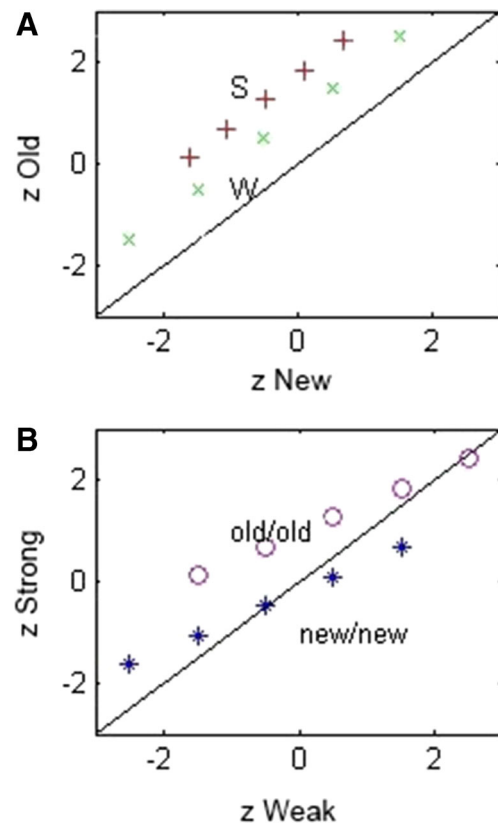 A
2
0
-2
z Old
S
W
-2 0 2
z New
B
2
0
-2
z Strong
old/old
new/new
-2 0 2
z Weak